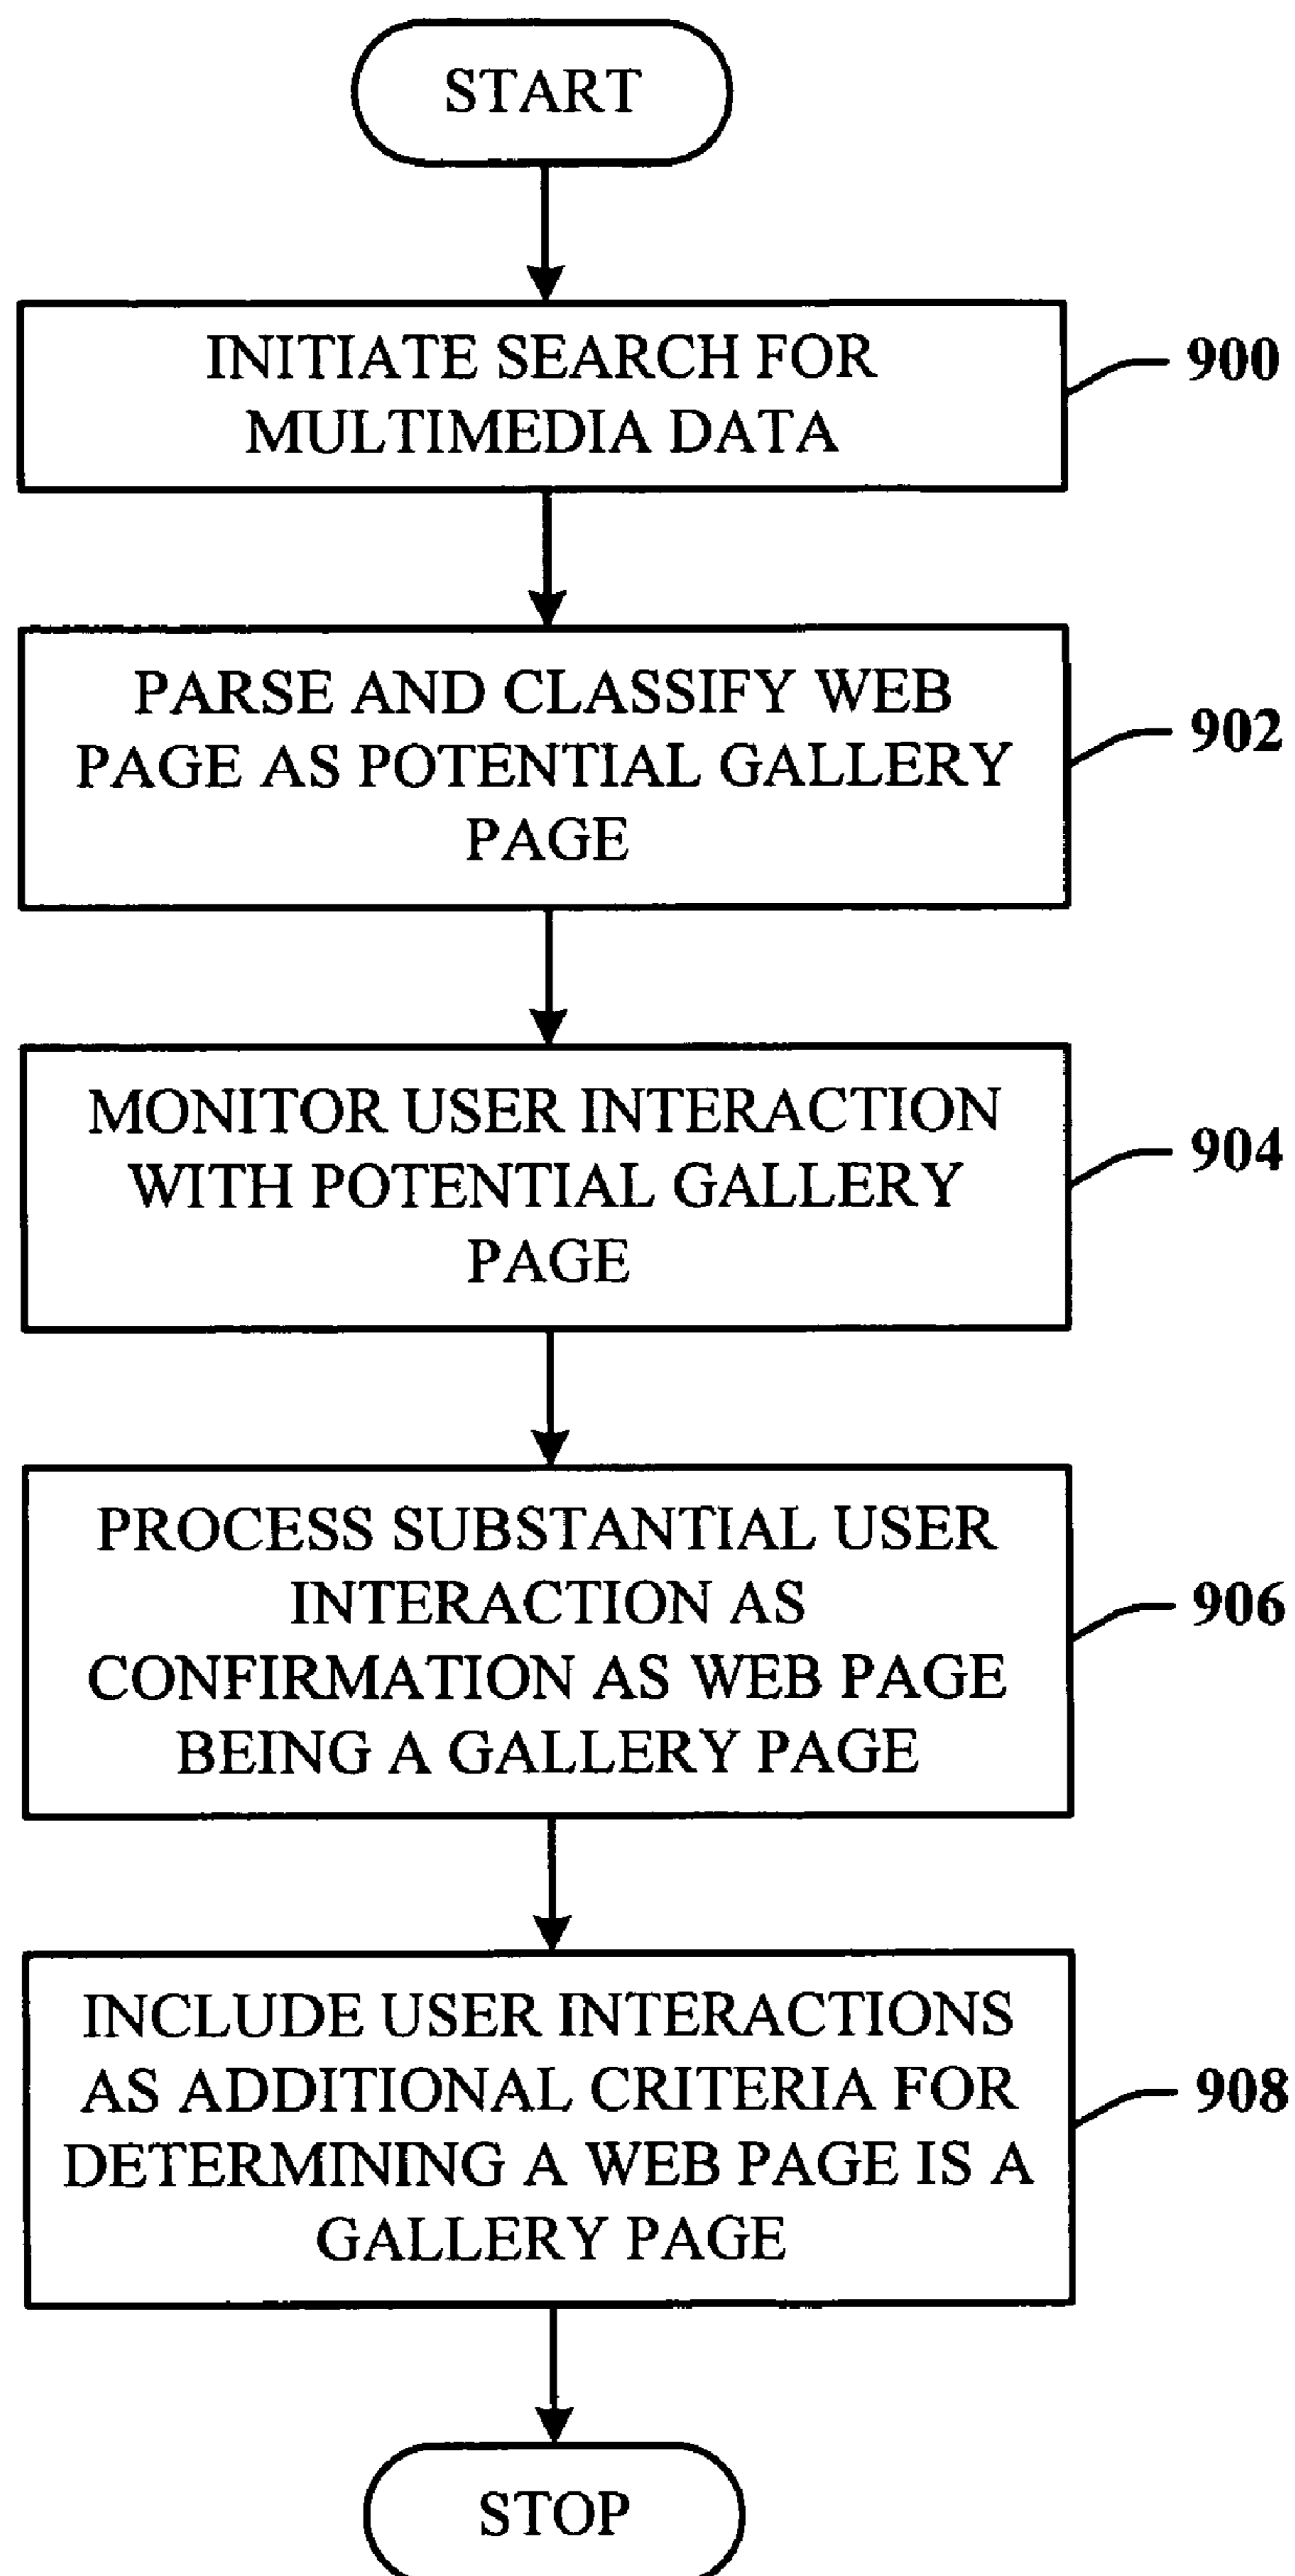 START
INITIATE SEARCH FOR
MULTIMEDIA DATA
900
PARSE AND CLASSIFY WEB
PAGE AS POTENTIAL GALLERY
PAGE
902
MONITOR USER INTERACTION
WITH POTENTIAL GALLERY
PAGE
904
PROCESS SUBSTANTIAL USER
INTERACTION AS
CONFIRMATION AS WEB PAGE
BEING A GALLERY PAGE
906
INCLUDE USER INTERACTIONS
AS ADDITIONAL CRITERIA FOR
DETERMINING A WEB PAGE IS A
GALLERY PAGE
908
STOP